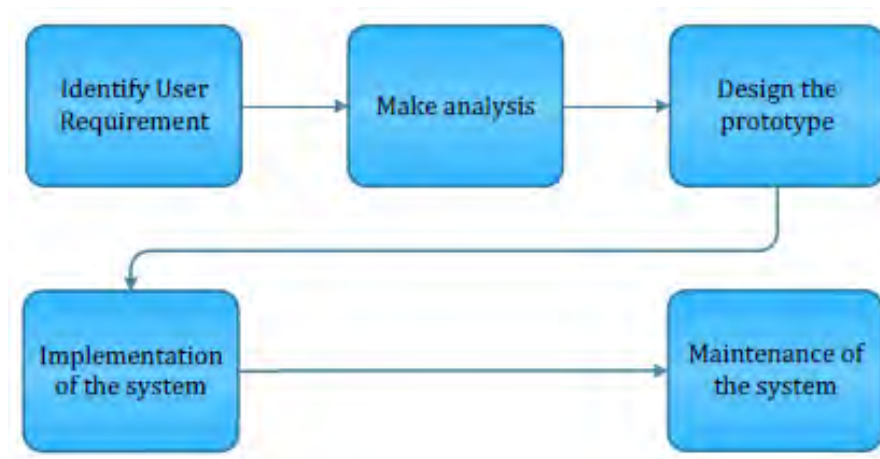 Identify User
Requirement
Make analysis
Design the
prototype
Implementation
of the system
Maintenance of
the system